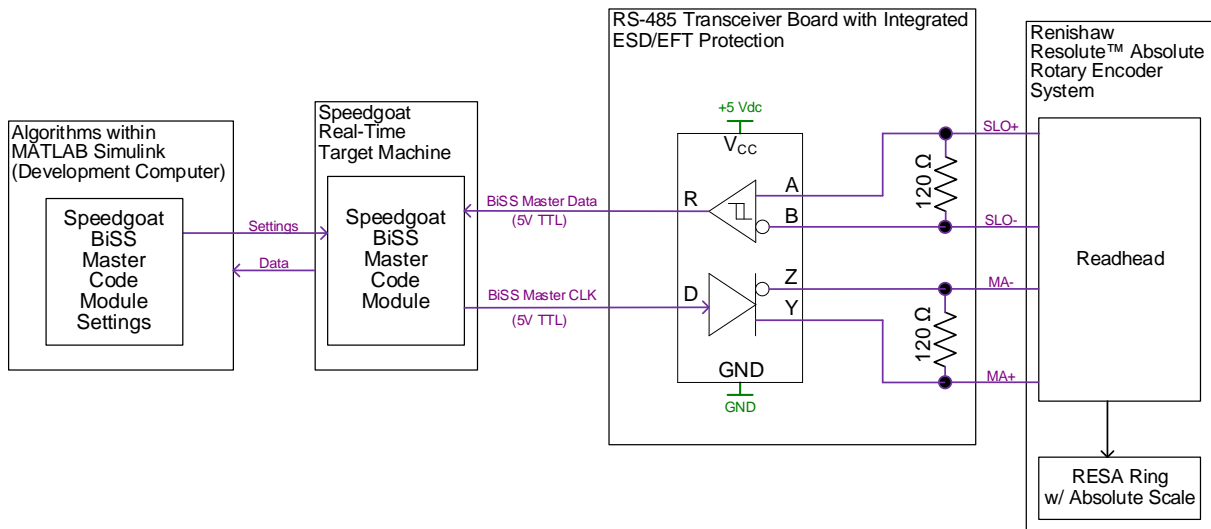 Algorithms within
MATLAB Simulink
(Development Computer)
Speedgoat
BiSS
Master
Code
Module
Settings
Settings
Data
Speedgoat
Real-Time
Target Machine
Speedgoat
BiSS
Master
Code
Module
BiSS Master Data
(5V TTL)
BiSS Master CLK
(5V TTL)
RS-485 Transceiver Board with Integrated
ESD/EFT Protection
+5 Vdc
VCC
R
A
B
D
Z
Y
GND
GND
120 Ω
120 Ω
SLO+
SLO-
MA-
MA+
Renishaw
Resolute™ Absolute
Rotary Encoder
System
Readhead
RESA Ring
w/ Absolute Scale